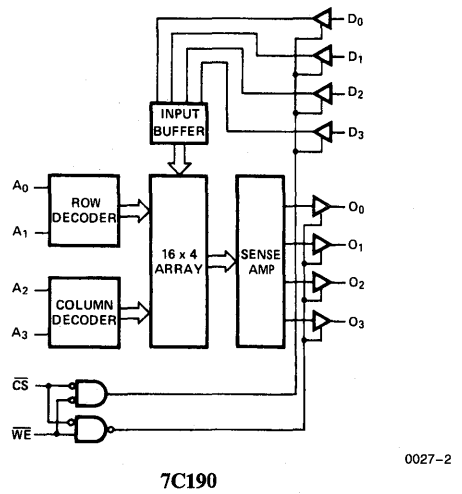 D0
D1
D2
D3
INPUT
BUFFER
A0
A1
ROW
DECODER
A2
A3
COLUMN
DECODER
16 x 4
ARRAY
SENSE
AMP
O0
O1
O2
O3
CS
WE
0027-2
7C190